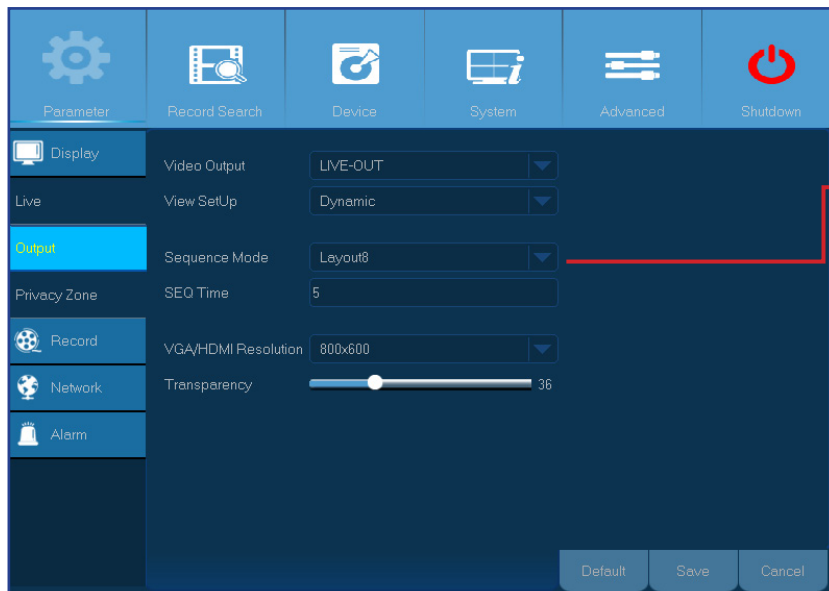 Parameter Record Search Device System Advanced Shutdown
Display
Live
Output
Privacy Zone
Record
Network
Alarm
Video Output LIVE-OUT
View SetUp Dynamic
Sequence Mode Layout8
SEQ Time 5
VGA/HDMI Resolution 800x600
Transparency 36
Default Save Cancel